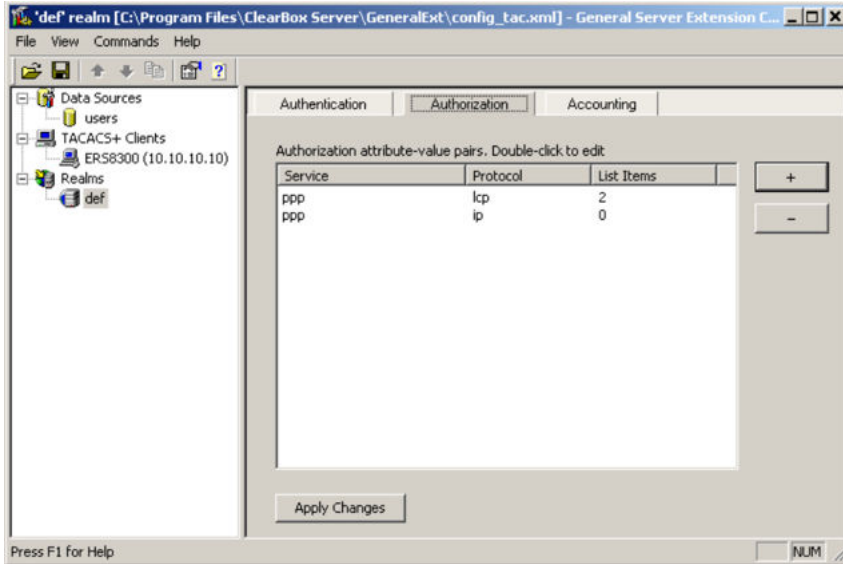 'def' realm [C:\Program Files\ClearBox Server\GeneralExt\config_tac.xml] - General Server Extension C...
File View Commands Help
Data Sources
users
TACACS+ Clients
ERS8300 (10.10.10.10)
Realms
def
Authentication Authorization Accounting
Authorization attribute-value pairs. Double-click to edit
Service Protocol List Items
ppp lcp 2
ppp ip 0
+
-
Apply Changes
Press F1 for Help NUM